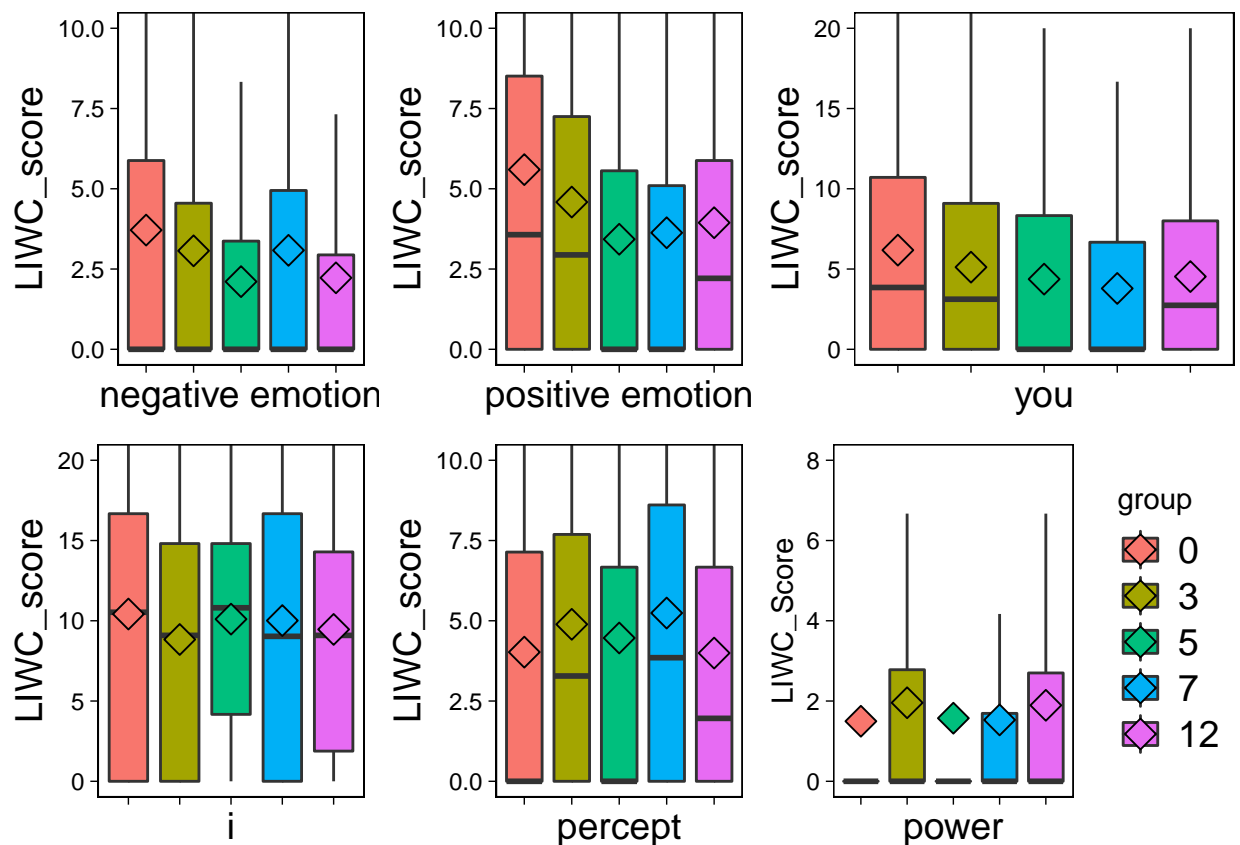 LIWC_score
10.0
7.5
5.0
2.5
0.0
negative emotion
LIWC_score
10.0
7.5
5.0
2.5
0.0
positive emotion
LIWC_score
20
15
10
5
0
you
LIWC_score
20
15
10
5
0
i
LIWC_score
10.0
7.5
5.0
2.5
0.0
percept
LIWC_Score
8
6
4
2
0
power
group
0
3
5
7
12